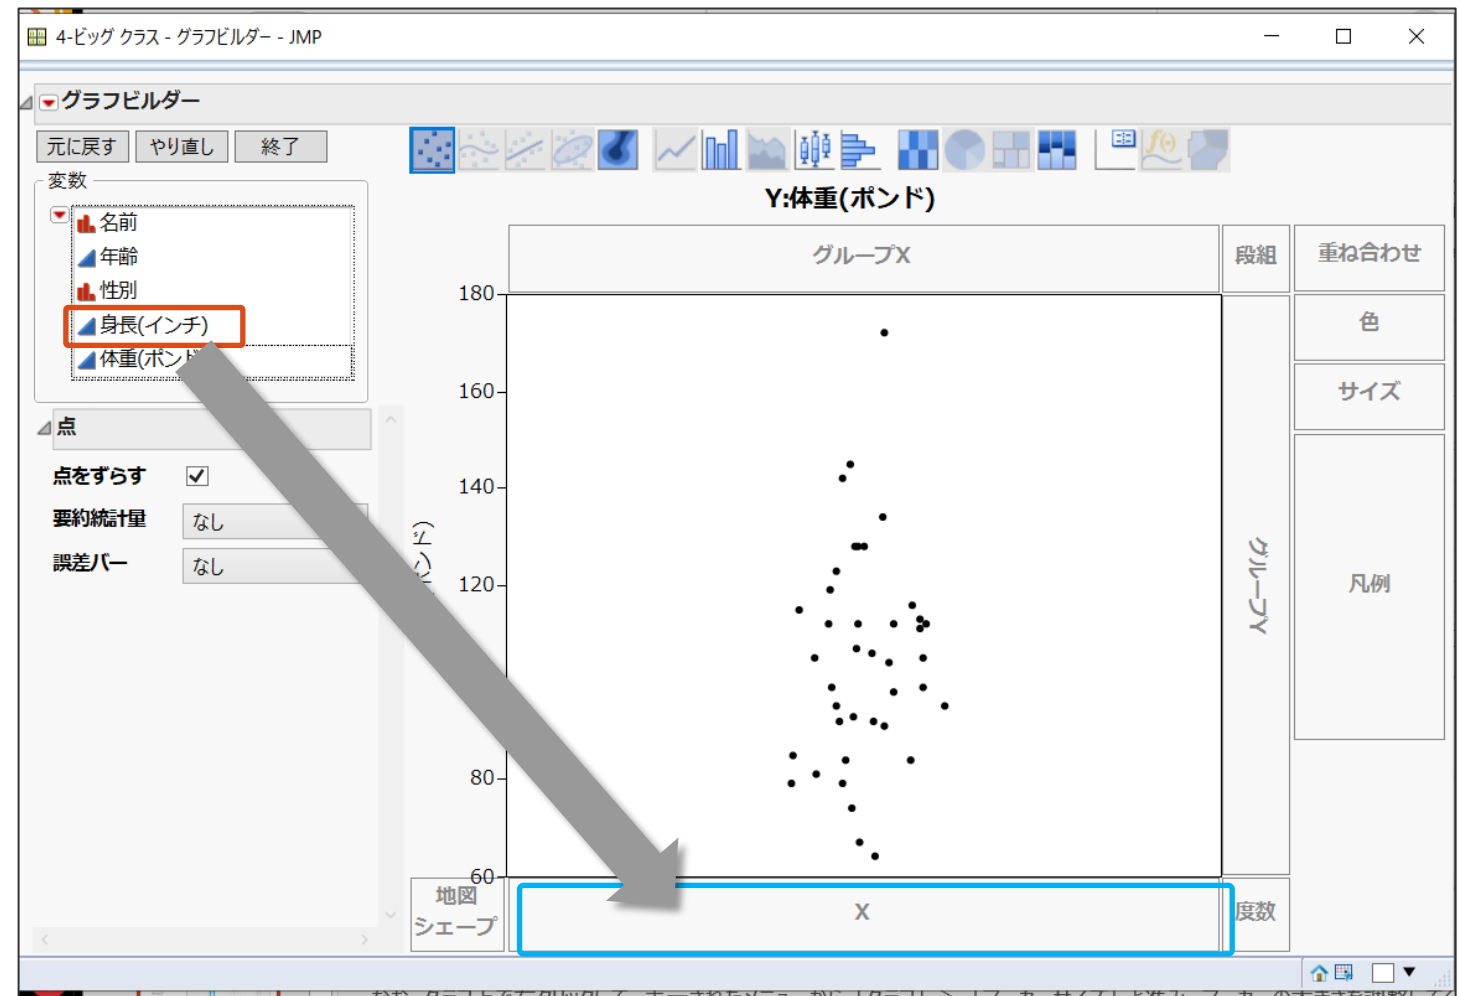 4-ビッグ クラス - グラフビルダー - JMP
グラフビルダー
元に戻す やり直し 終了
変数
名前
年齢
性別
身長(インチ)
体重(ポンド
点
点をずらす
要約統計量 なし
誤差バー なし
Y:体重(ポンド)
グループX
段組
重ね合わせ
色
サイズ
凡例
グループY
180
160
140
120
80
60
地図
シェープ
X
度数